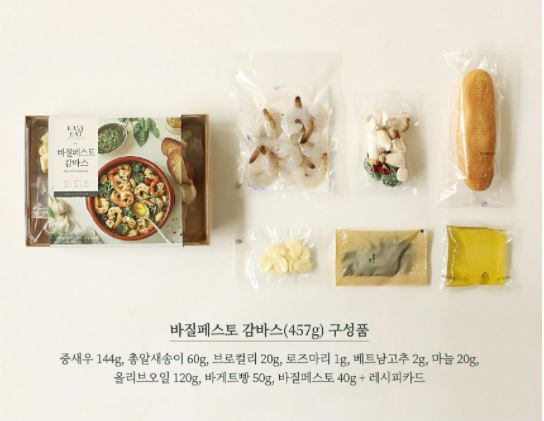 EASY
EAT
바질페스토
감바스
바질페스토 감바스(457g) 구성품
중새우 144g, 총알새송이 60g, 브로컬리 20g, 로즈마리 1g, 베트남고추 2g, 마늘 20g,
올리브오일 120g, 바게트빵 50g, 바질페스토 40g + 레시피카드